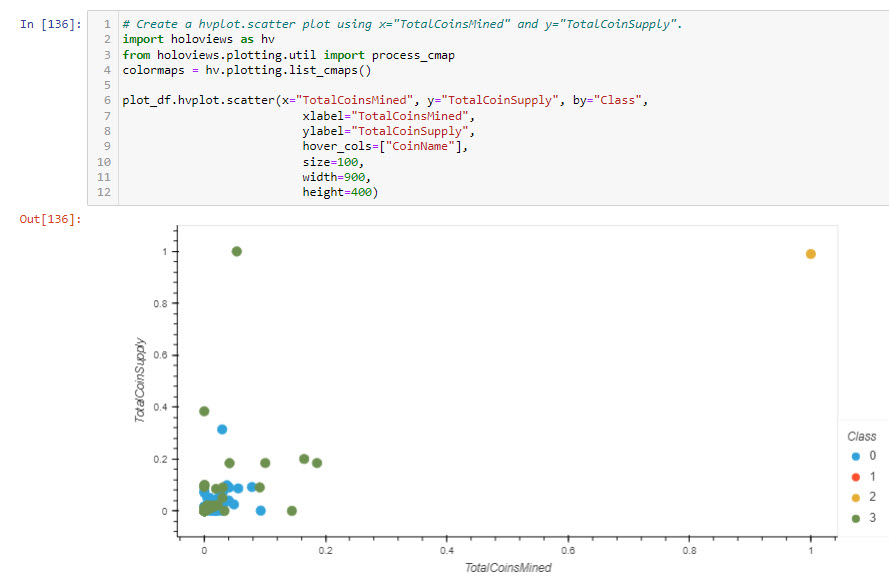 In [136]:
1 # Create a hvplot.scatter plot using x="TotalCoinsMined" and y="TotalCoinSupply".
2 import holoviews as hv
3 from holoviews.plotting.util import process_cmap
4 colormaps = hv.plotting.list_cmaps()
5
6 plot_df.hvplot.scatter(x="TotalCoinsMined", y="TotalCoinSupply", by="Class",
7 xlabel="TotalCoinsMined",
8 ylabel="TotalCoinSupply",
9 hover_cols=["CoinName"],
10 size=100,
11 width=900,
12 height=400)
Out[136]:
1
0.8
0.6
0.4
0.2
0
TotalCoinSupply
0 0.2 0.4 0.6 0.8 1
TotalCoinsMined
Class
0
1
2
3